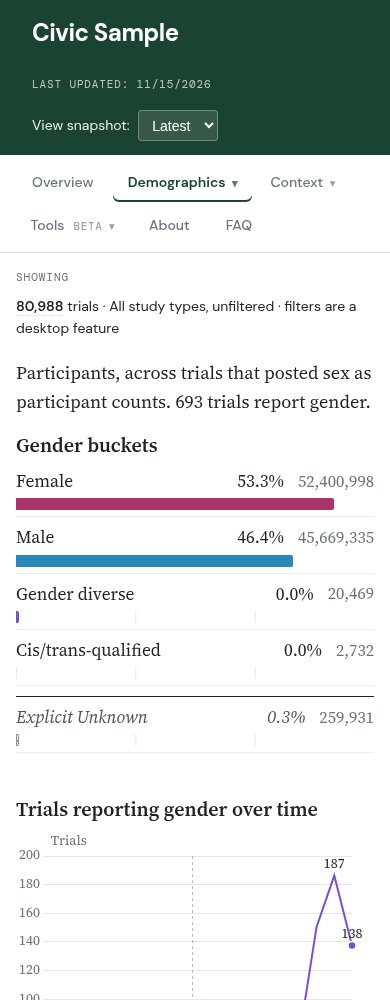 Civic Sample
LAST UPDATED: 11/15/2026
View snapshot: Latest
Overview Demographics ▾ Context ▾
Tools BETA ▾ About FAQ
SHOWING
80,988 trials · All study types, unfiltered · filters are a
desktop feature
Participants, across trials that posted sex as
participant counts. 693 trials report gender.
Gender buckets
Female 53.3% 52,400,998
Male 46.4% 45,669,335
Gender diverse 0.0% 20,469
Cis/trans-qualified 0.0% 2,732
Explicit Unknown 0.3% 259,931
Trials reporting gender over time
Trials
200
187
180
160
138
140
120
100